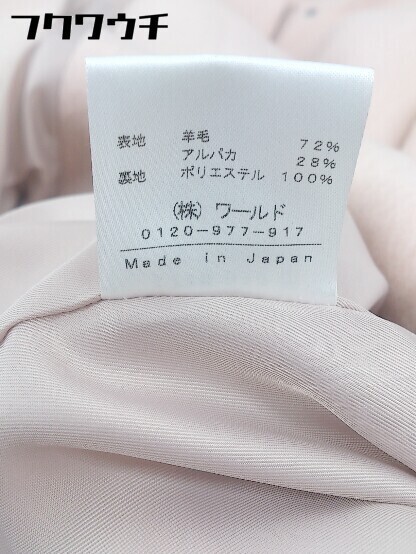 フクワウチ
表地 羊毛 72%
アルパカ 28%
裏地 ポリエステル 100%
(株) ワールド
0120-977-917
Made in Japan